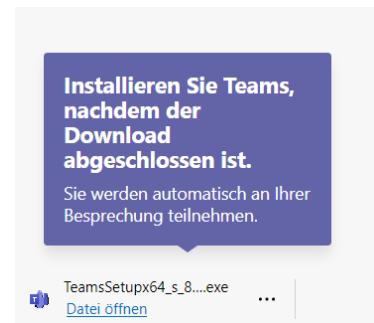 Installieren Sie Teams,
nachdem der
Download
abgeschlossen ist.
Sie werden automatisch an Ihrer
Besprechung teilnehmen.
TeamsSetupx64_s_8....exe
Datei öffnen